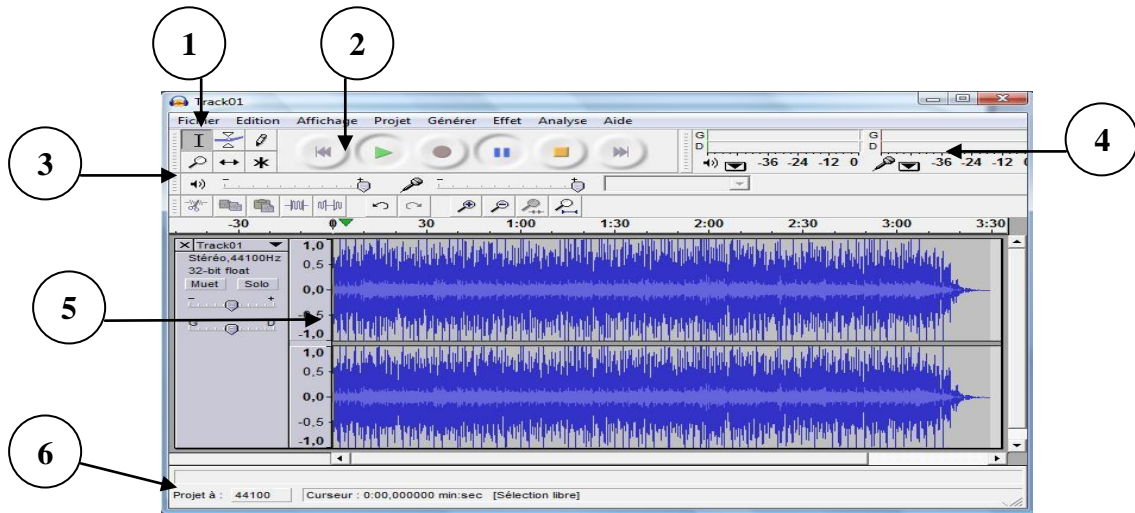 1
2
3
4
5
6
Track01
Fichier Edition Affichage Projet Générer Effet Analyse Aide
G
D
-36 -24 -12 0
G
D
-36 -24 -12
- +
- +
-30 0 30 1:00 1:30 2:00 2:30 3:00 3:30
Track01
Stéréo,44100Hz
32-bit float
Muet Solo
- +
G D
1,0
0,5
0,0
-0,5
-1,0
1,0
0,5
0,0
-0,5
-1,0
Projet à : 44100 Curseur : 0:00,000000 min:sec [Sélection libre]